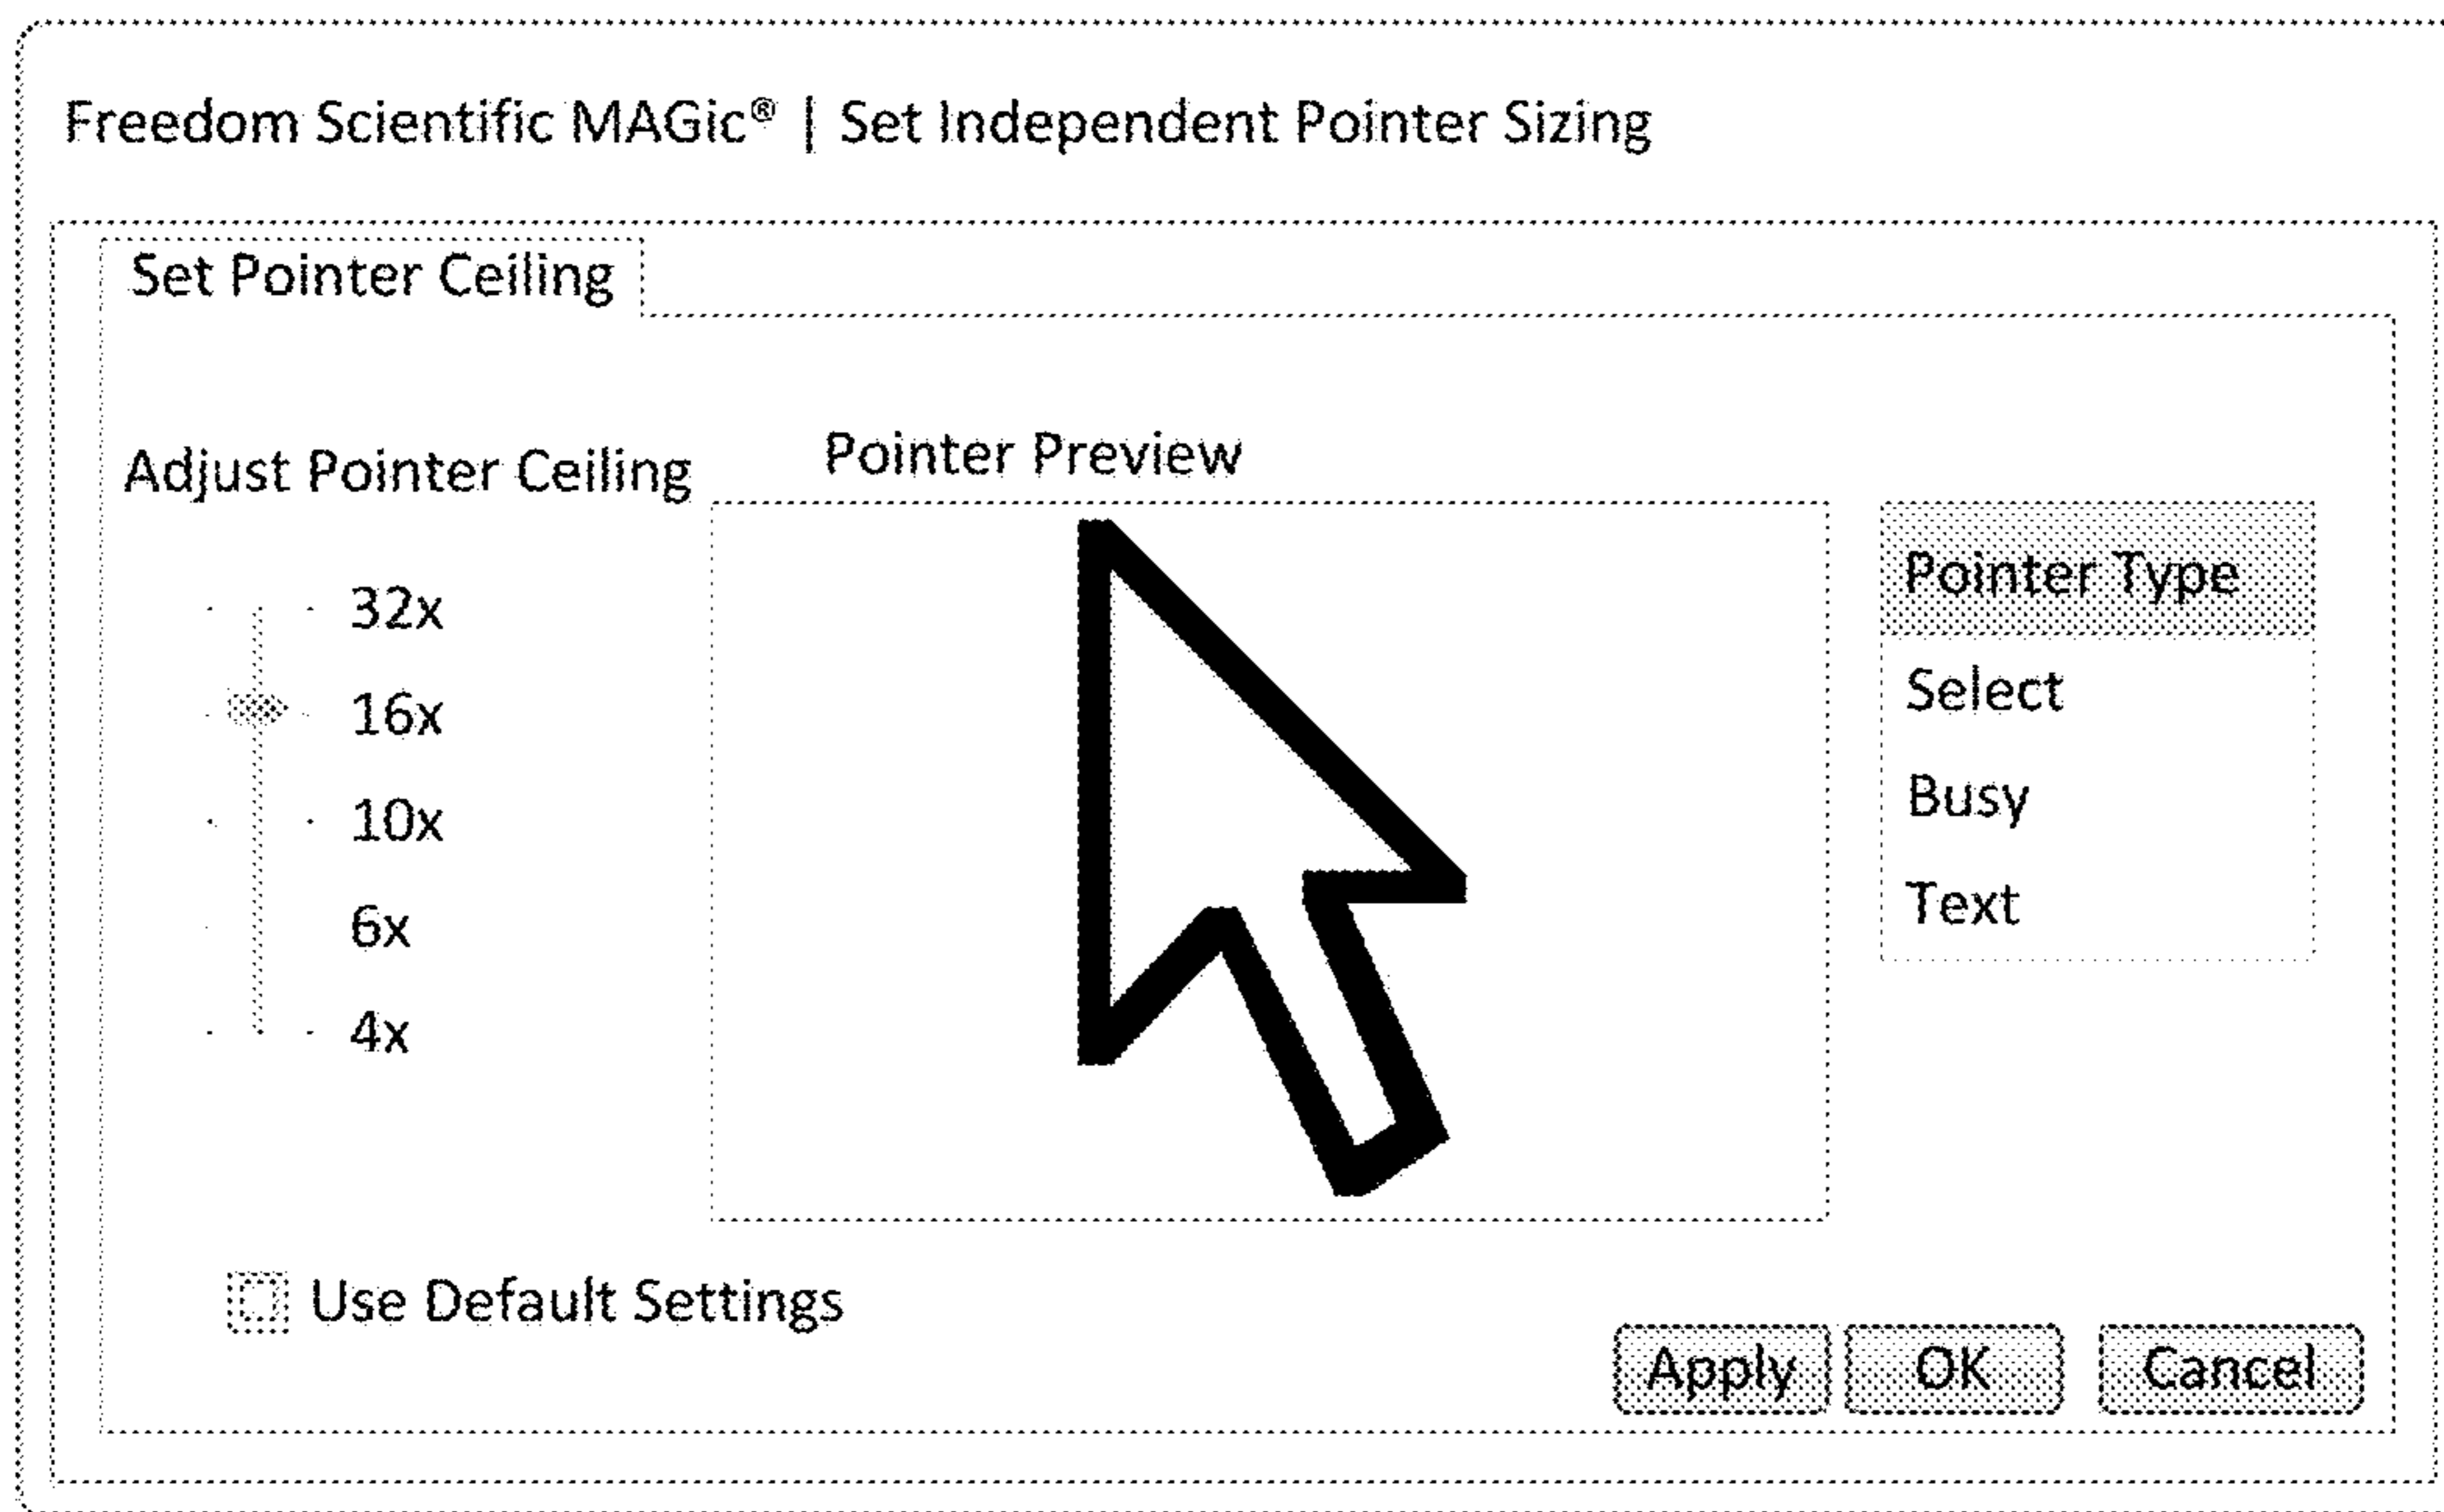 Freedom Scientific MAGic® | Set Independent Pointer Sizing
Set Pointer Ceiling
Adjust Pointer Ceiling
32x
16x
10x
6x
4x
Pointer Preview
Pointer Type
Select
Busy
Text
Use Default Settings
Apply
OK
Cancel